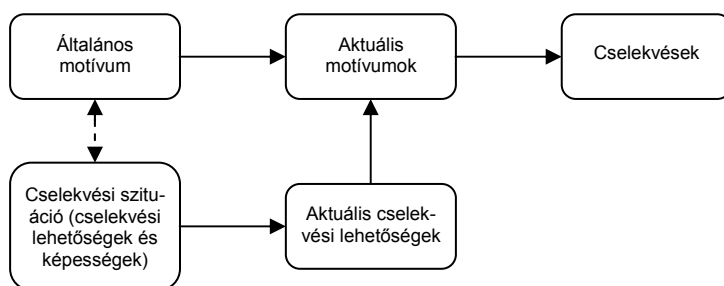 Általános
motívum
Aktuális
motívumok
Cselekvések
Cselekvési szitu-
áció (cselekvési
lehetőségek és
képességek)
Aktuális cselek-
vési lehetőségek